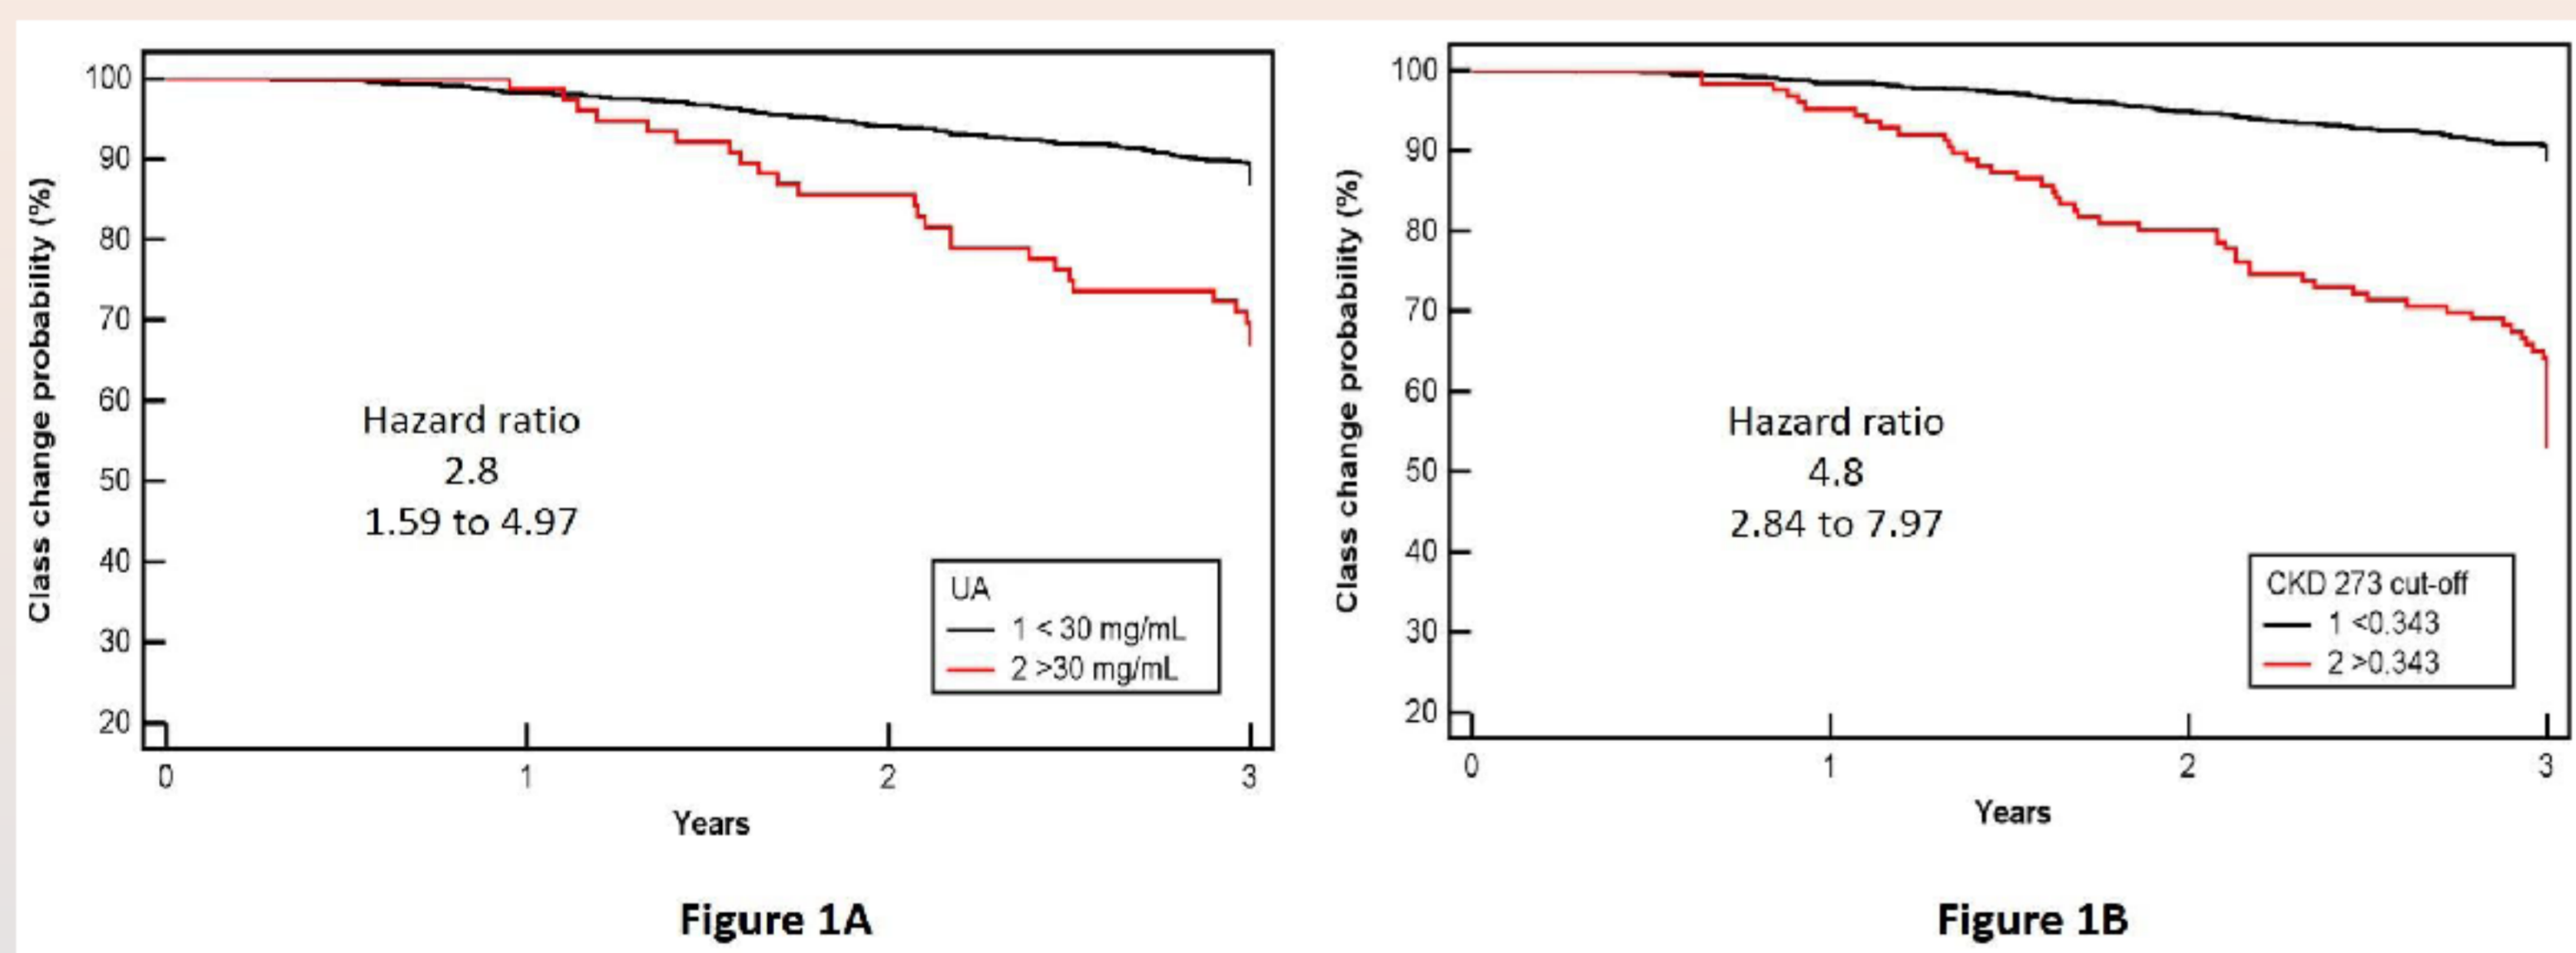 Class change probability (%)
100
90
80
70
60
50
40
30
20
Hazard ratio
2.8
1.59 to 4.97
UA
1 < 30 mg/mL
2 >30 mg/mL
0 1 2 3
Years
Figure 1A
Class change probability (%)
100
90
80
70
60
50
40
30
20
Hazard ratio
4.8
2.84 to 7.97
CKD 273 cut-off
1 <0.343
2 >0.343
0 1 2 3
Years
Figure 1B